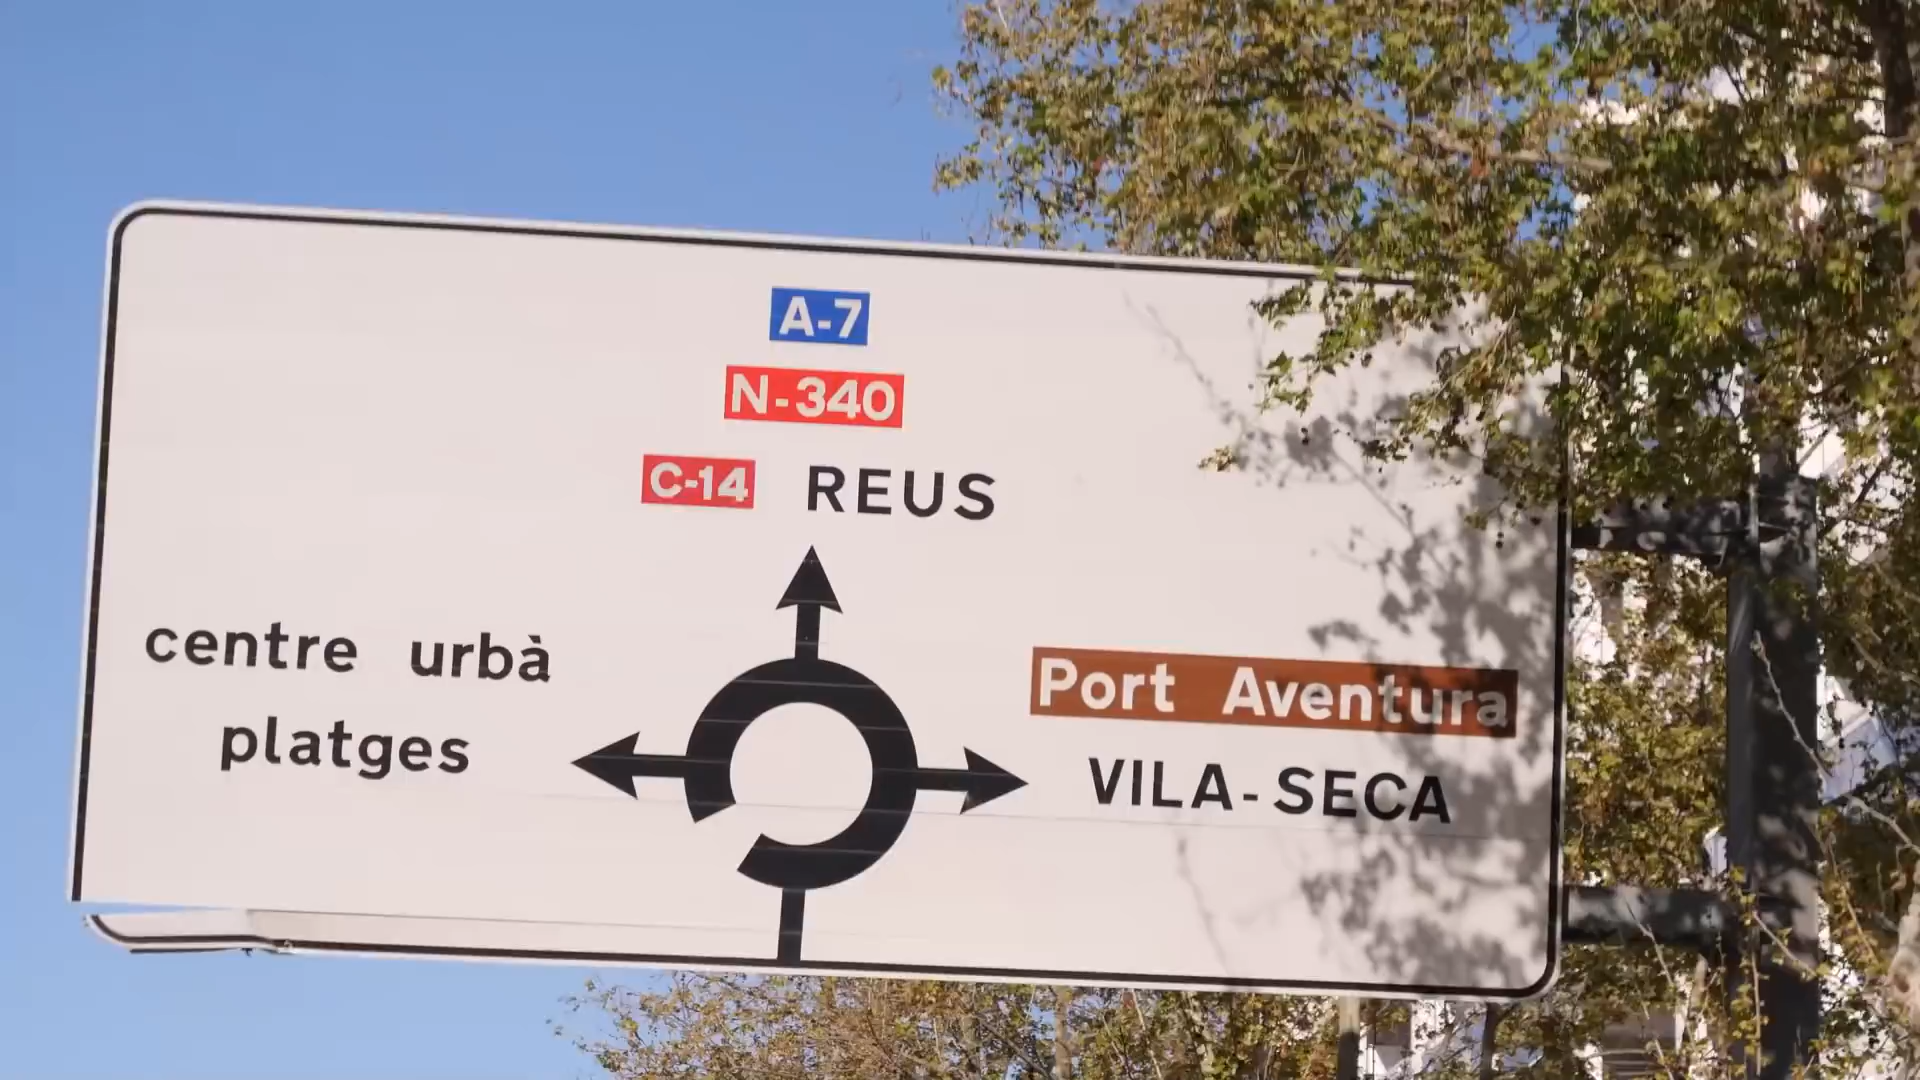 A-7
N-340
C-14 REUS
centre urbà
platges
Port Aventura
VILA-SECA